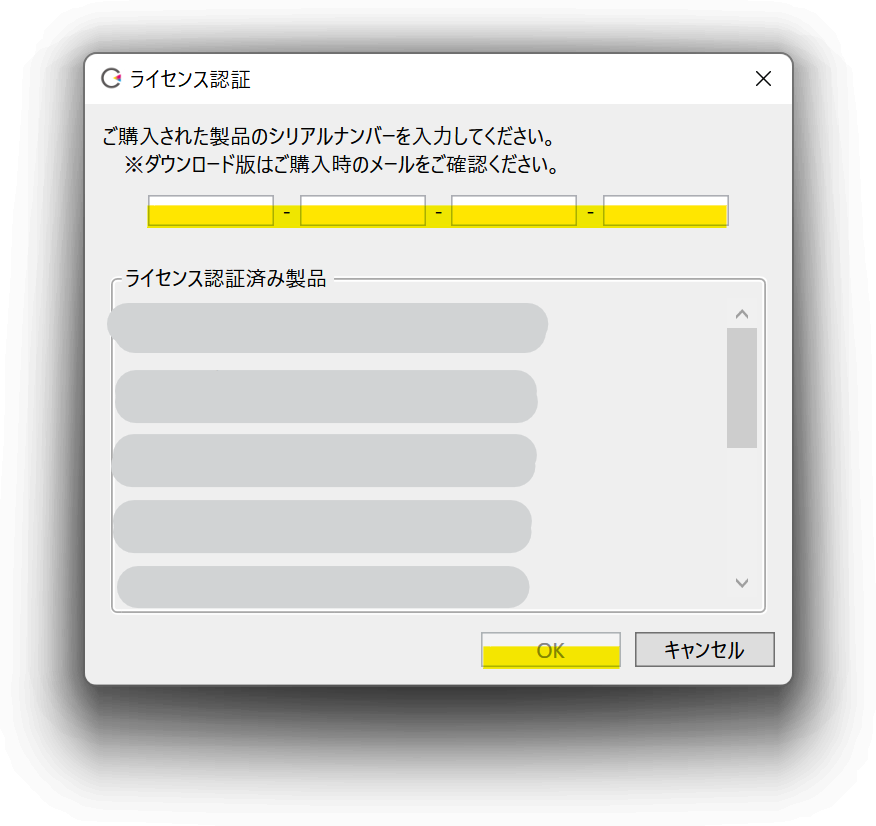 ライセンス認証
ご購入された製品のシリアルナンバーを入力してください。
※ダウンロード版はご購入時のメールをご確認ください。
- - -
ライセンス認証済み製品
OK キャンセル